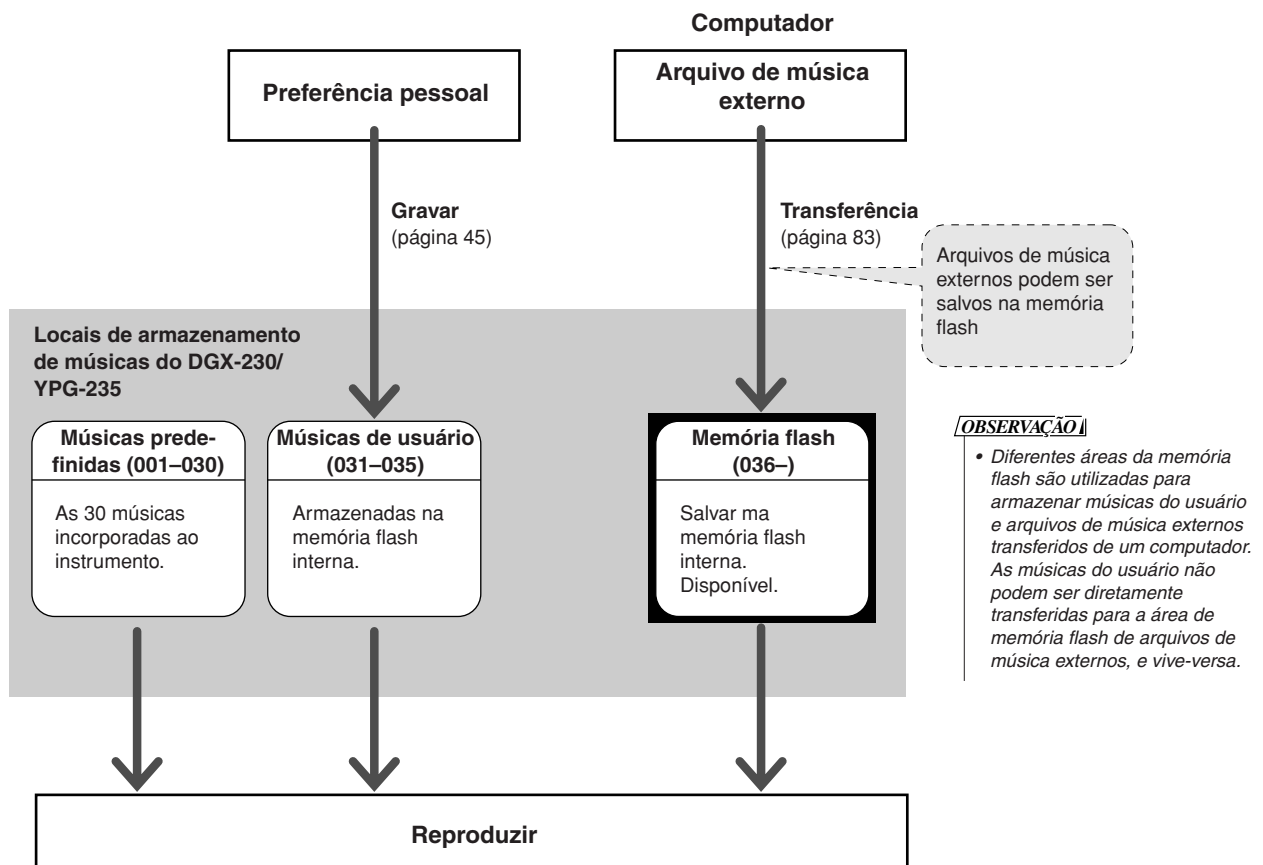 Computador
Preferência pessoal
Arquivo de música
externo
Gravar
(página 45)
Transferência
(página 83)
Arquivos de música
externos podem ser
salvos na memória
flash
Locais de armazenamento
de músicas do DGX-230/
YPG-235
Músicas prede-
finidas (001–030)
As 30 músicas
incorporadas ao
instrumento.
Músicas de usuário
(031–035)
Armazenadas na
memória flash
interna.
Memória flash
(036–)
Salvar ma
memória flash
interna.
Disponível.
OBSERVAÇÃO
• Diferentes áreas da memória
flash são utilizadas para
armazenar músicas do usuário
e arquivos de música externos
transferidos de um computador.
As músicas do usuário não
podem ser diretamente
transferidas para a área de
memória flash de arquivos de
música externos, e vive-versa.
Reproduzir